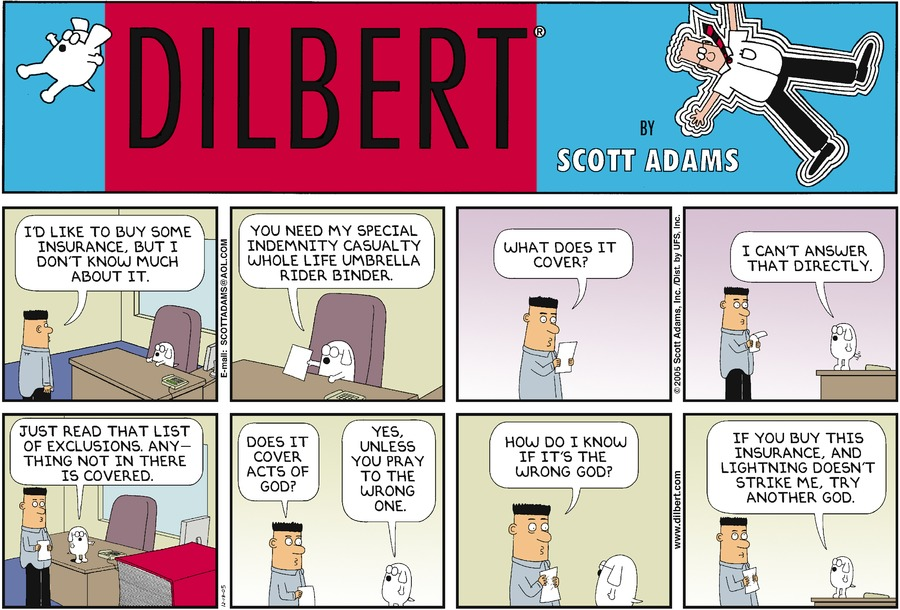 DILBERT®
BY
SCOTT ADAMS
I'D LIKE TO BUY SOME
INSURANCE, BUT I
DON'T KNOW MUCH
ABOUT IT.
E-mail: SCOTTADAMS@AOL.COM
YOU NEED MY SPECIAL
INDEMNITY CASUALTY
WHOLE LIFE UMBRELLA
RIDER BINDER.
WHAT DOES IT
COVER?
© 2005 Scott Adams, Inc. /Dist. by UFS, Inc.
I CAN'T ANSWER
THAT DIRECTLY.
JUST READ THAT LIST
OF EXCLUSIONS. ANY-
THING NOT IN THERE
IS COVERED.
DOES IT
COVER
ACTS OF
GOD?
YES,
UNLESS
YOU PRAY
TO THE
WRONG
ONE.
HOW DO I KNOW
IF IT'S THE
WRONG GOD?
www.dilbert.com
IF YOU BUY THIS
INSURANCE, AND
LIGHTNING DOESN'T
STRIKE ME, TRY
ANOTHER GOD.